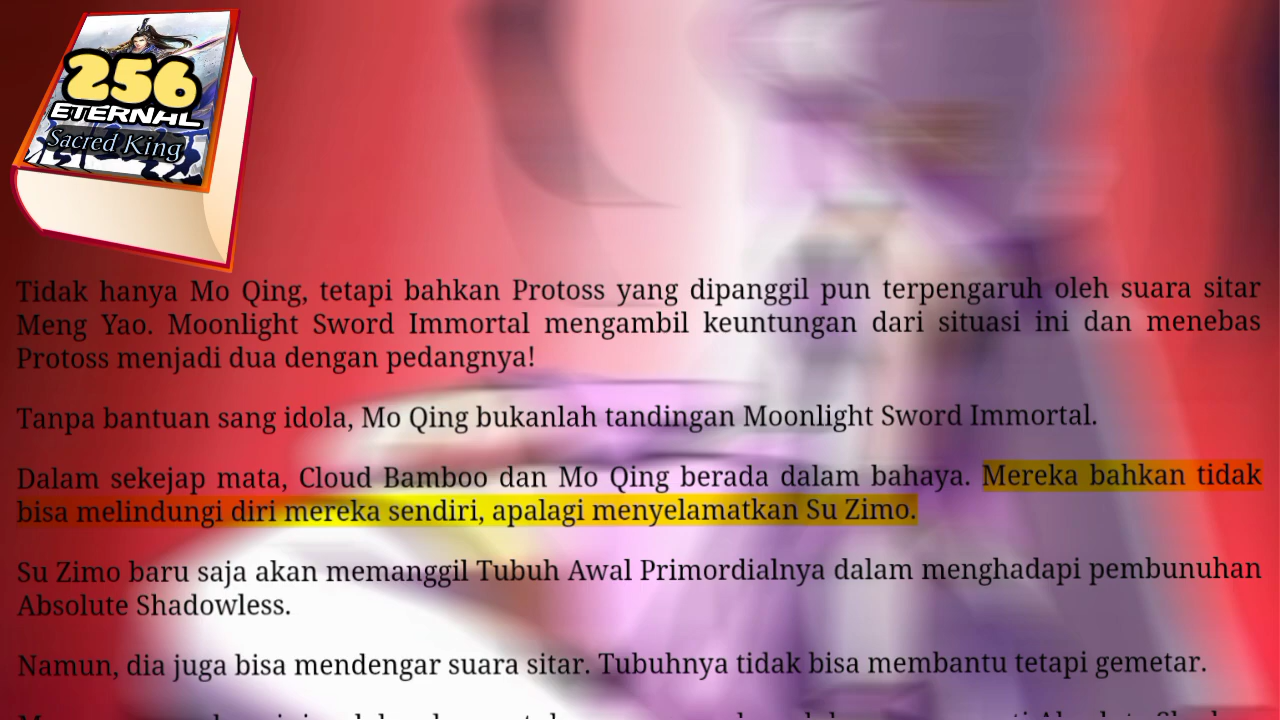 256
ETERNAL
Sacred King
Tidak hanya Mo Qing, tetapi bahkan Protoss yang dipanggil pun terpengaruh oleh suara sitar
Meng Yao. Moonlight Sword Immortal mengambil keuntungan dari situasi ini dan menebas
Protoss menjadi dua dengan pedangnya!
Tanpa bantuan sang idola, Mo Qing bukanlah tandingan Moonlight Sword Immortal.
Dalam sekejap mata, Cloud Bamboo dan Mo Qing berada dalam bahaya. Mereka bahkan tidak
bisa melindungi diri mereka sendiri, apalagi menyelamatkan Su Zimo.
Su Zimo baru saja akan memanggil Tubuh Awal Primordialnya dalam menghadapi pembunuhan
Absolute Shadowless.
Namun, dia juga bisa mendengar suara sitar. Tubuhnya tidak bisa membantu tetapi gemetar.